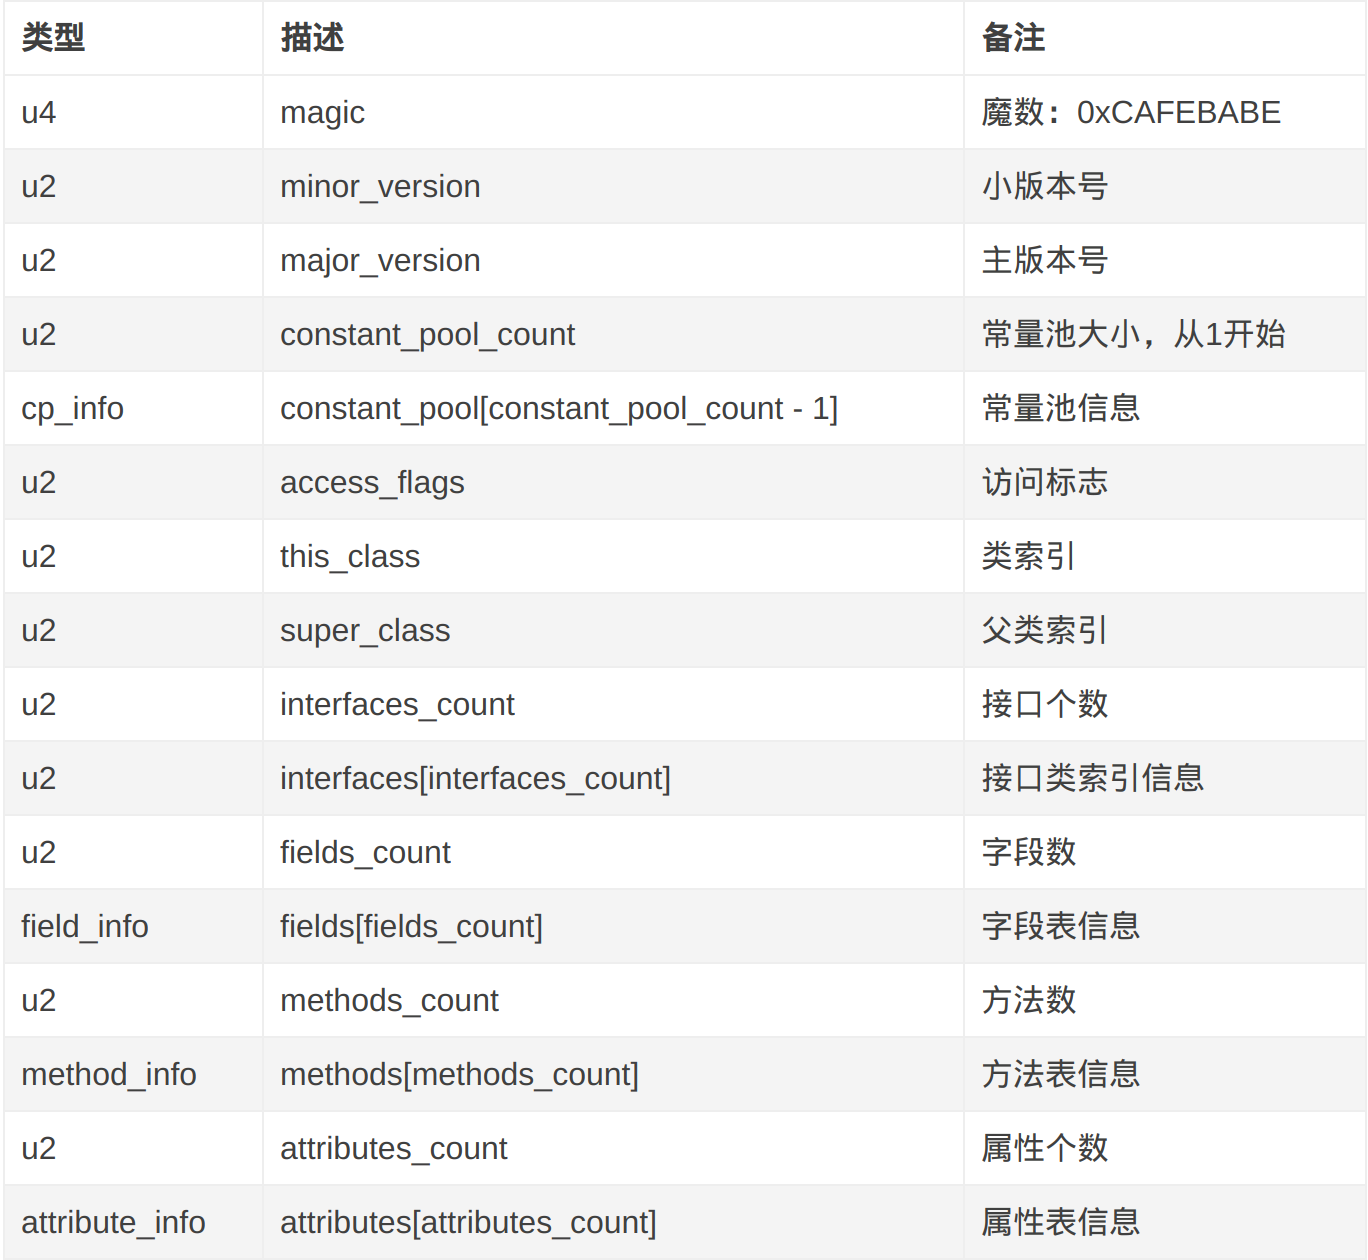 类型 描述 备注
u4 magic 魔数：0xCAFEBABE
u2 minor_version 小版本号
u2 major_version 主版本号
u2 constant_pool_count 常量池大小，从1开始
cp_info constant_pool[constant_pool_count - 1] 常量池信息
u2 access_flags 访问标志
u2 this_class 类索引
u2 super_class 父类索引
u2 interfaces_count 接口个数
u2 interfaces[interfaces_count] 接口类索引信息
u2 fields_count 字段数
field_info fields[fields_count] 字段表信息
u2 methods_count 方法数
method_info methods[methods_count] 方法表信息
u2 attributes_count 属性个数
attribute_info attributes[attributes_count] 属性表信息